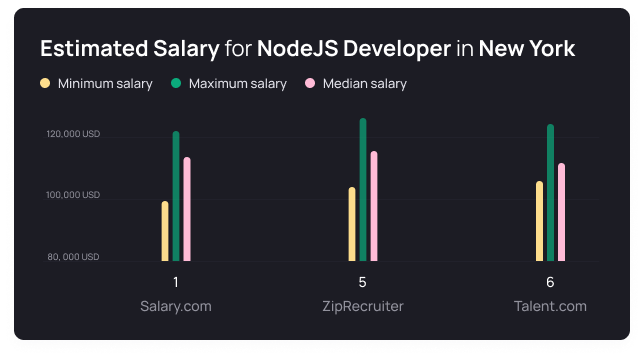 Estimated Salary for NodeJS Developer in New York
Minimum salary Maximum salary Median salary
120,000 USD
100,000 USD
80, 000 USD
1 5 6
Salary.com ZipRecruiter Talent.com